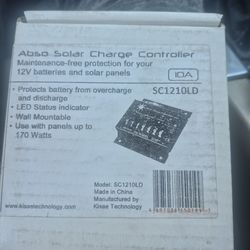 Abso Solar Charge Controller
Maintenence-free protection for your
12V batteries and solar panels
10A
SC1210LD
• Protects battery from overcharge
and discharge
• LED Status indicator
• Wall Mountable
• Use with panels up to
170 Watts
Model: SC1210LD
Made in China
Manufactured by
Kisae Technology
www.kisaetechnology.com